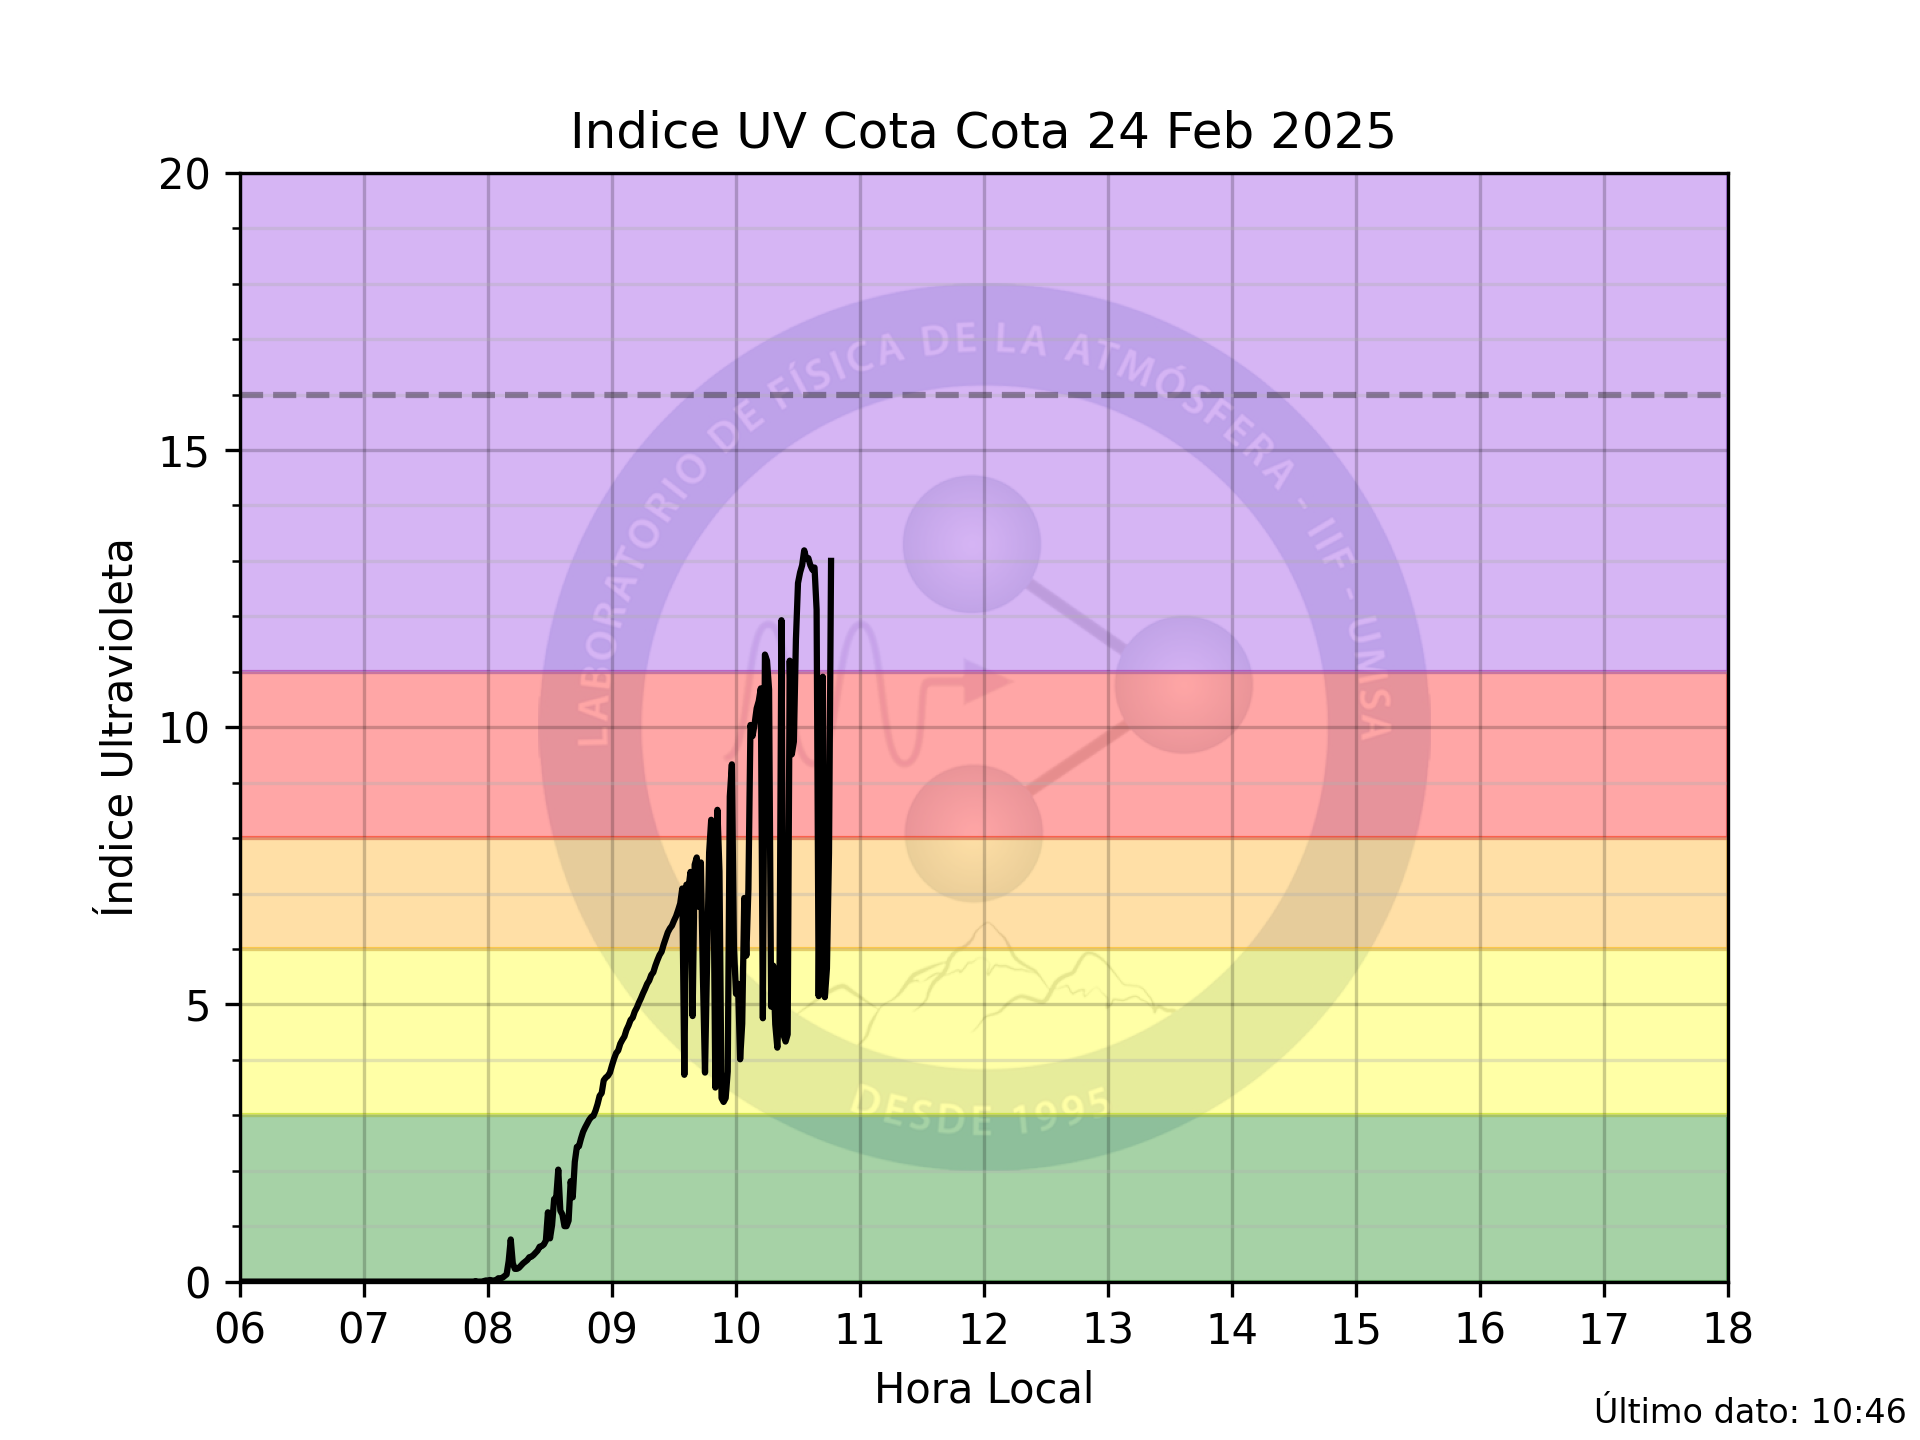 Indice UV Cota Cota 24 Feb 2025
20
15
10
5
0
Índice Ultravioleta
LABORATORIO DE FÍSICA DE LA ATMÓSFERA - IIF - UMSA
DESDE 1995
06 07 08 09 10 11 12 13 14 15 16 17 18
Hora Local
Último dato: 10:46